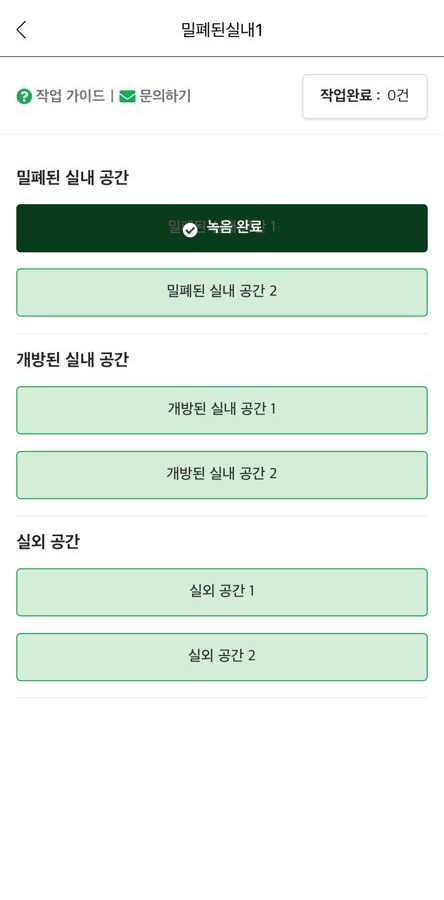 밀폐된실내1
작업 가이드 | 문의하기
작업완료 : 0건
밀폐된 실내 공간
녹음 완료
밀폐된 실내 공간 2
개방된 실내 공간
개방된 실내 공간 1
개방된 실내 공간 2
실외 공간
실외 공간 1
실외 공간 2